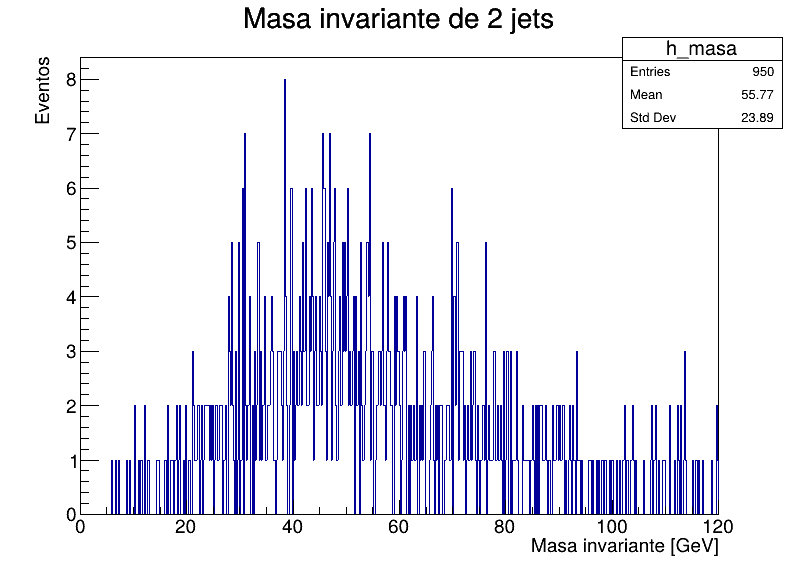 Masa invariante de 2 jets
h_masa
Entries 950
Mean 55.77
Std Dev 23.89
Eventos
8
7
6
5
4
3
2
1
0
0 20 40 60 80 100 120
Masa invariante [GeV]